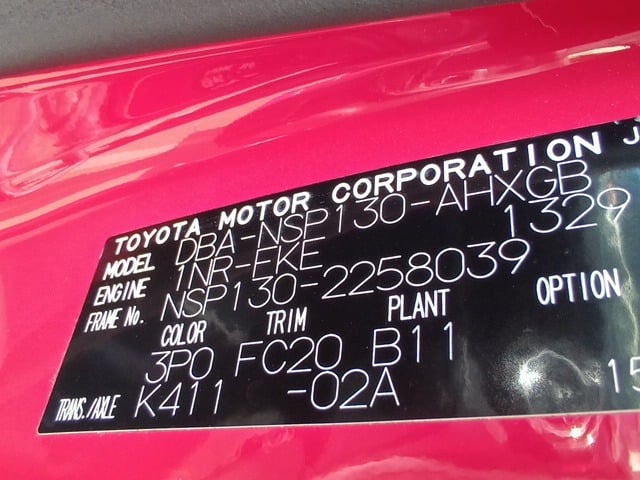 TOYOTA MOTOR CORPORATION J
MODEL DBA-NSP130-AHXGB
ENGINE 1NR-FKE 1329
FRAME No. NSP130-2258039
COLOR TRIM PLANT OPTION
3P0 FC20 B11
TRANS./AXLE K411 -02A 15